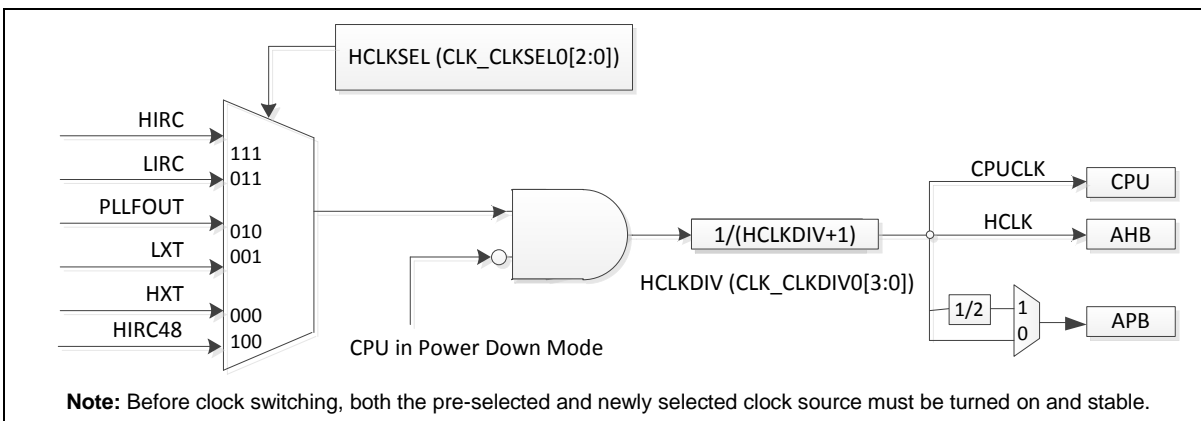 HCLKSEL (CLK_CLKSEL0[2:0])
HIRC
111
LIRC
011
PLLFOUT
010
LXT
001
HXT
000
HIRC48
100
CPU in Power Down Mode
1/(HCLKDIV+1)
HCLKDIV (CLK_CLKDIV0[3:0])
CPUCLK
CPU
HCLK
AHB
1/2
1
0
APB
Note: Before clock switching, both the pre-selected and newly selected clock source must be turned on and stable.